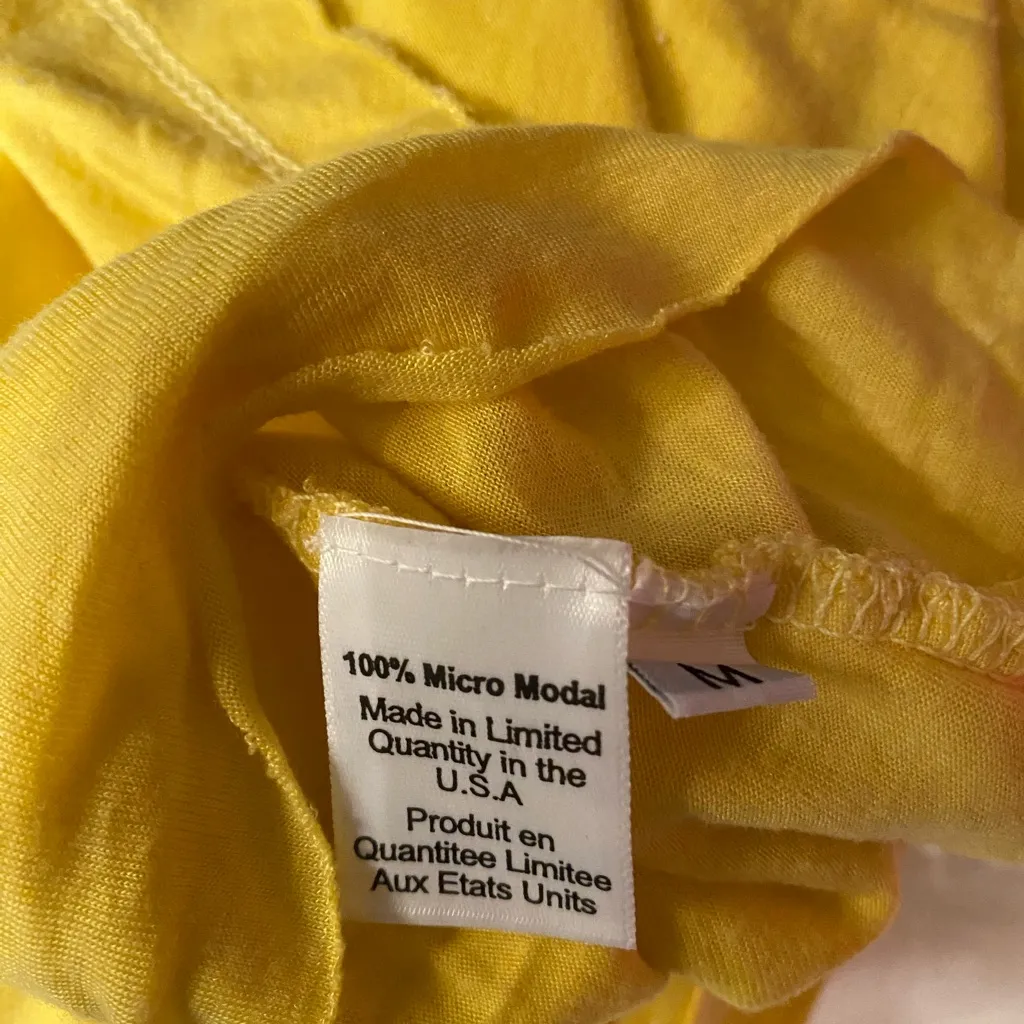 100% Micro Modal
Made in Limited
Quantity in the
U.S.A
Produit en
Quantitee Limitee
Aux Etats Units
M